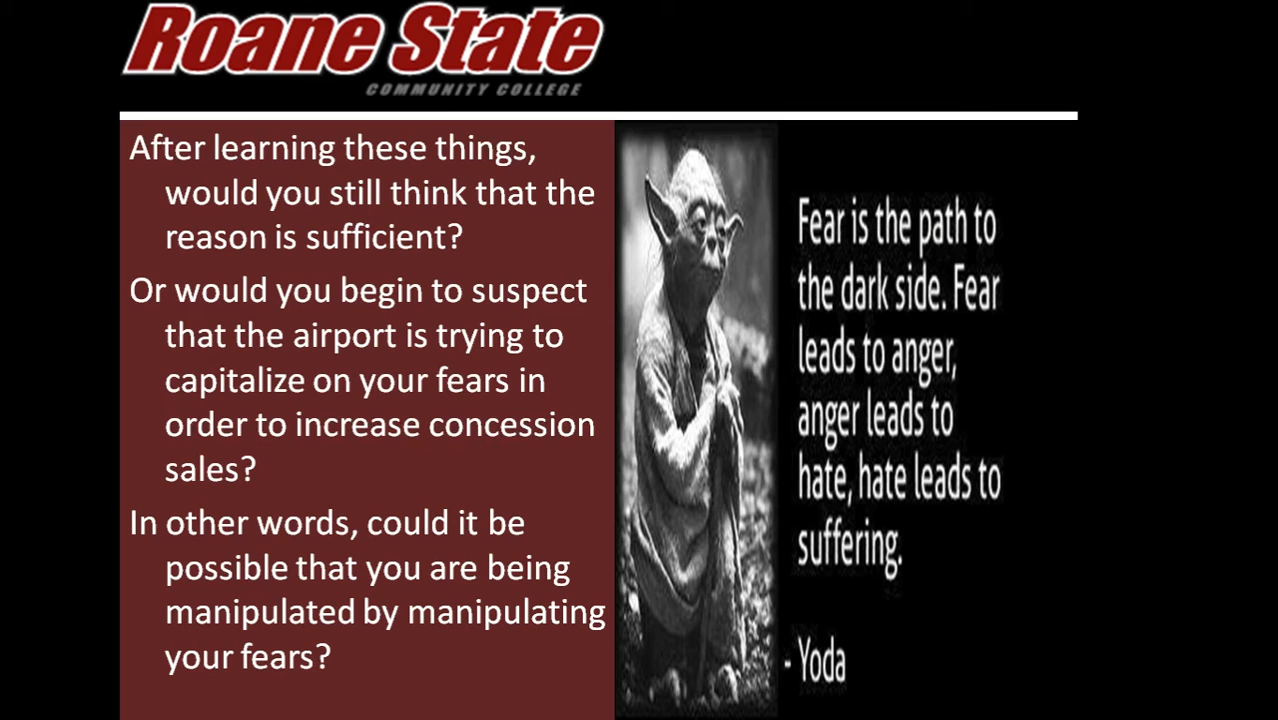 Roane State
COMMUNITY COLLEGE
After learning these things,
would you still think that the
reason is sufficient?
Or would you begin to suspect
that the airport is trying to
capitalize on your fears in
order to increase concession
sales?
In other words, could it be
possible that you are being
manipulated by manipulating
your fears?
Fear is the path to
the dark side. Fear
leads to anger,
anger leads to
hate, hate leads to
suffering.
- Yoda